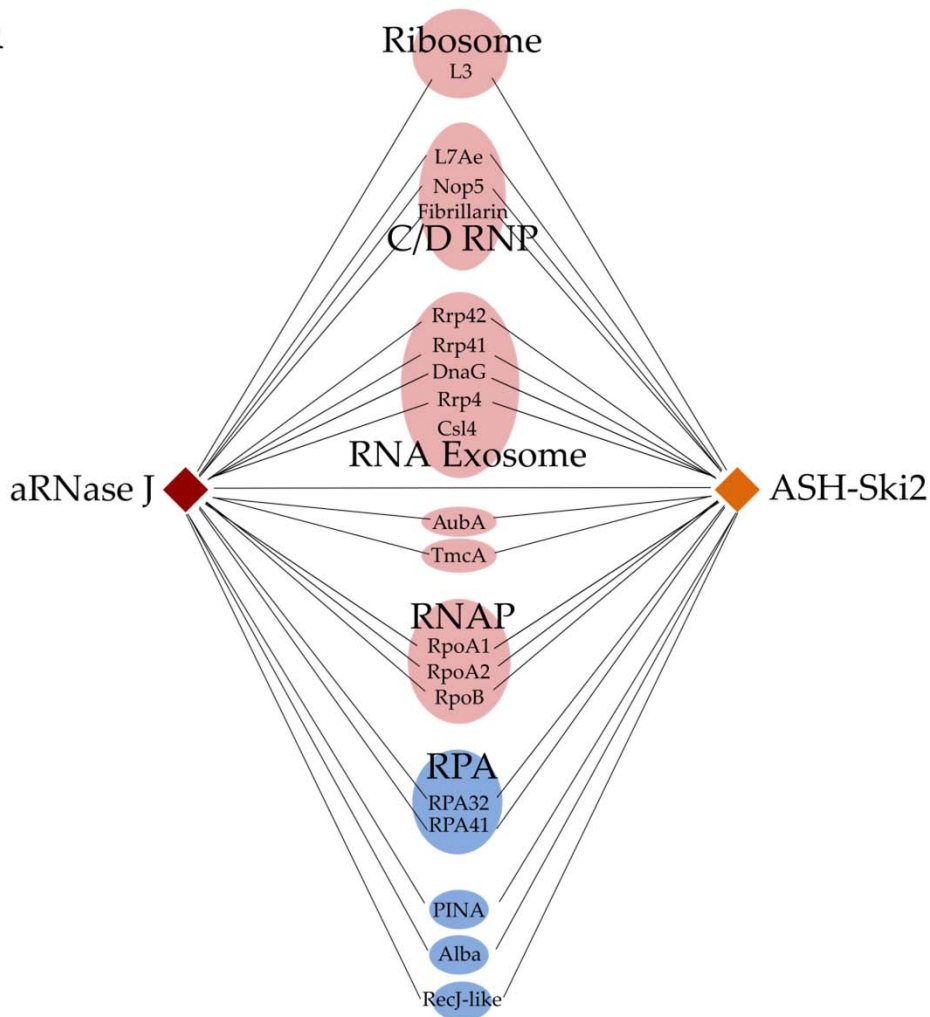 Ribosome
L3
L7Ae
Nop5
Fibrillarin
C/D RNP
Rrp42
Rrp41
DnaG
Rrp4
Csl4
RNA Exosome
aRNase J
ASH-Ski2
AubA
TmcA
RNAP
RpoA1
RpoA2
RpoB
RPA
RPA32
RPA41
PINA
Alba
RecJ-like